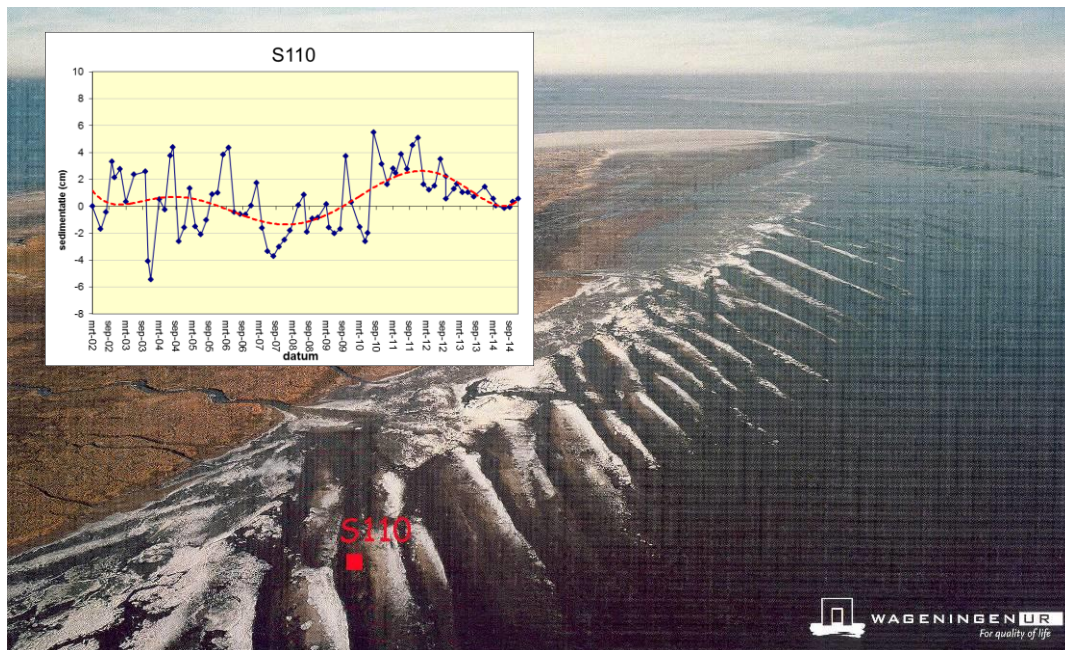 S110
10
8
6
4
2
0
-2
-4
-6
-8
sedimentatie (cm)
mrt-02
sep-02
mrt-03
sep-03
mrt-04
sep-04
mrt-05
sep-05
mrt-06
sep-06
mrt-07
sep-07
mrt-08
sep-08
mrt-09
sep-09
mrt-10
sep-10
mrt-11
sep-11
mrt-12
sep-12
mrt-13
sep-13
mrt-14
sep-14
datum
S110
WAGENINGEN UR
For quality of life